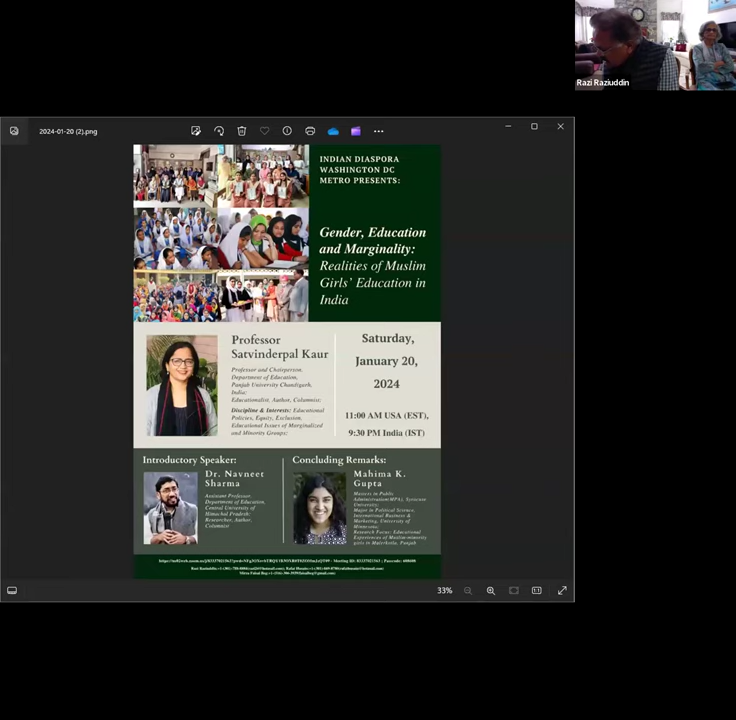 Razi Raziuddin
2024-01-20 (2).png
INDIAN DIASPORA
WASHINGTON DC
METRO PRESENTS:
Gender, Education
and Marginality:
Realities of Muslim
Girls' Education in
India
Professor
Satvinderpal Kaur
Professor and Chairperson,
Department of Education,
Panjab University Chandigarh,
India;
Educationalist, Author, Columnist:
Discipline & Interests: Educational
Policies, Equity, Exclusion,
Educational Issues of Marginalized
and Minority Groups:
Saturday,
January 20,
2024
11:00 AM USA (EST),
9:30 PM India (IST)
Introductory Speaker:
Dr. Navneet
Sharma
Assistant Professor,
Department of Education,
Central University of
Himachal Pradesh:
Researcher, Author,
Columnist
Concluding Remarks:
Mahima K.
Gupta
Masters in Public
Administration(MPA), Syracuse
University;
Major in Political Science,
International Business &
Marketing, University of
Minnesota;
Research Focus: Educational
Experiences of Muslim-minority
girls in Malerkotla, Punjab
Meeting ID: 83337021563 | Passcode:
33%